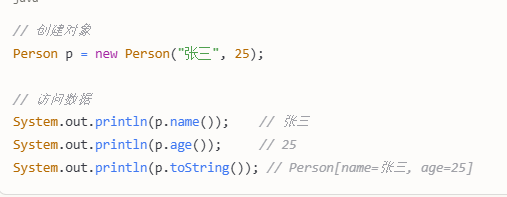 // 创建对象
Person p = new Person("张三", 25);
// 访问数据
System.out.println(p.name());    // 张三
System.out.println(p.age());     // 25
System.out.println(p.toString()); // Person[name=张三, age=25]